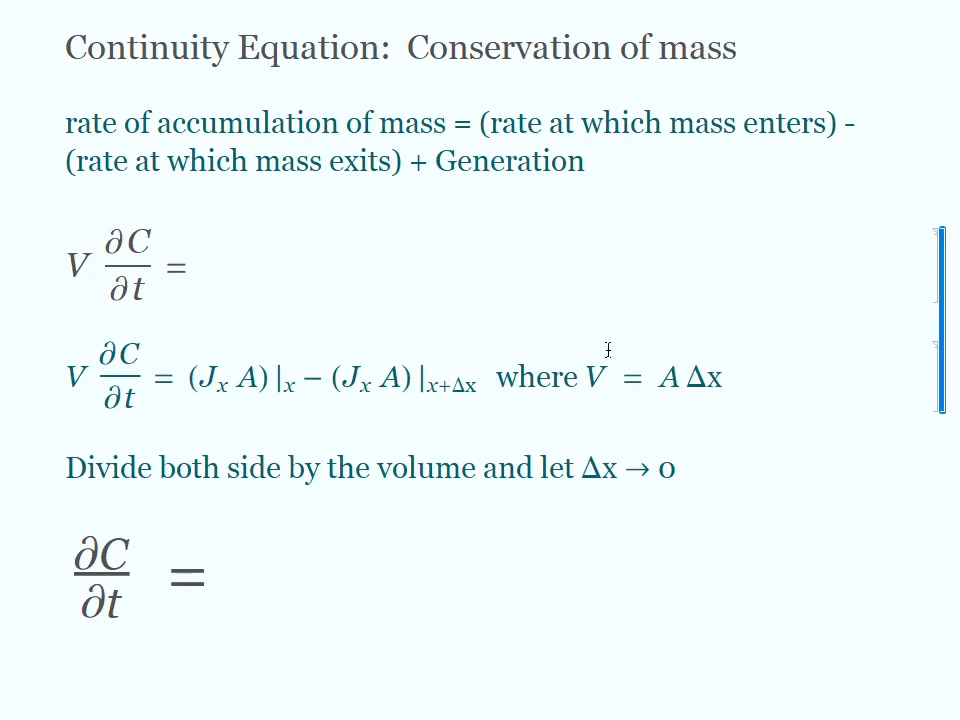 Continuity Equation:  Conservation of mass
rate of accumulation of mass = (rate at which mass enters) -
(rate at which mass exits) + Generation
V ∂C/∂t =
V ∂C/∂t = (Jₓ A)|ₓ − (Jₓ A)|ₓ₊Δₓ where V = A Δx
Divide both side by the volume and let Δx → 0
∂C/∂t =